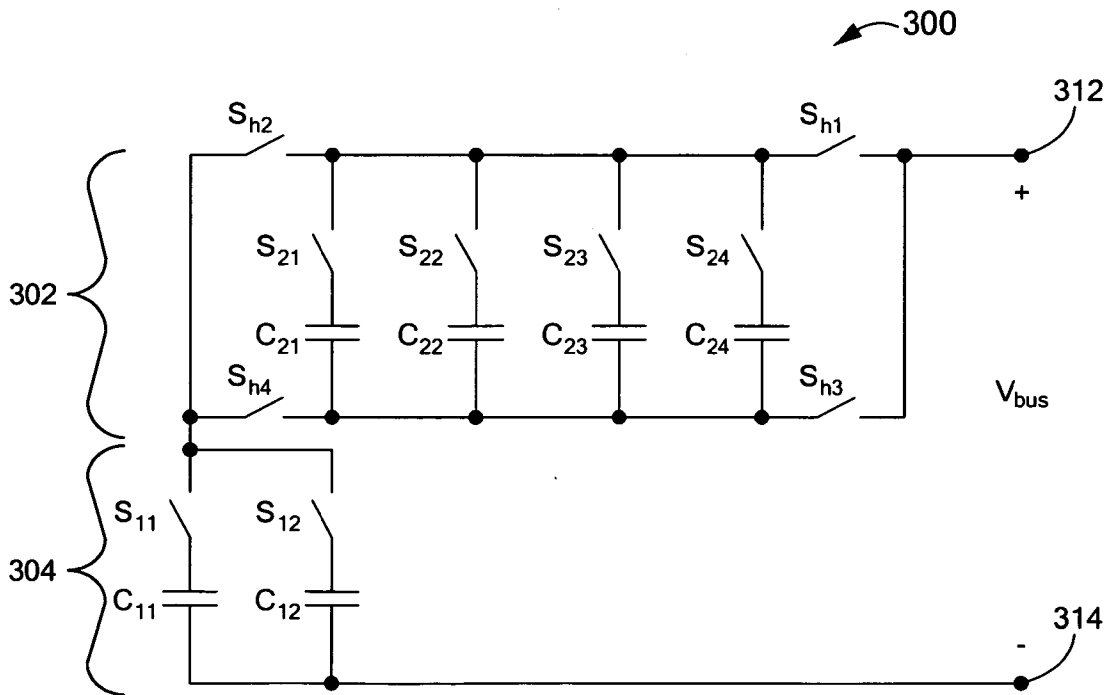 300
312
S_h2
S_h1
+
S_21
S_22
S_23
S_24
302
C_21
C_22
C_23
C_24
S_h4
S_h3
V_bus
S_11
S_12
304
C_11
C_12
314
-